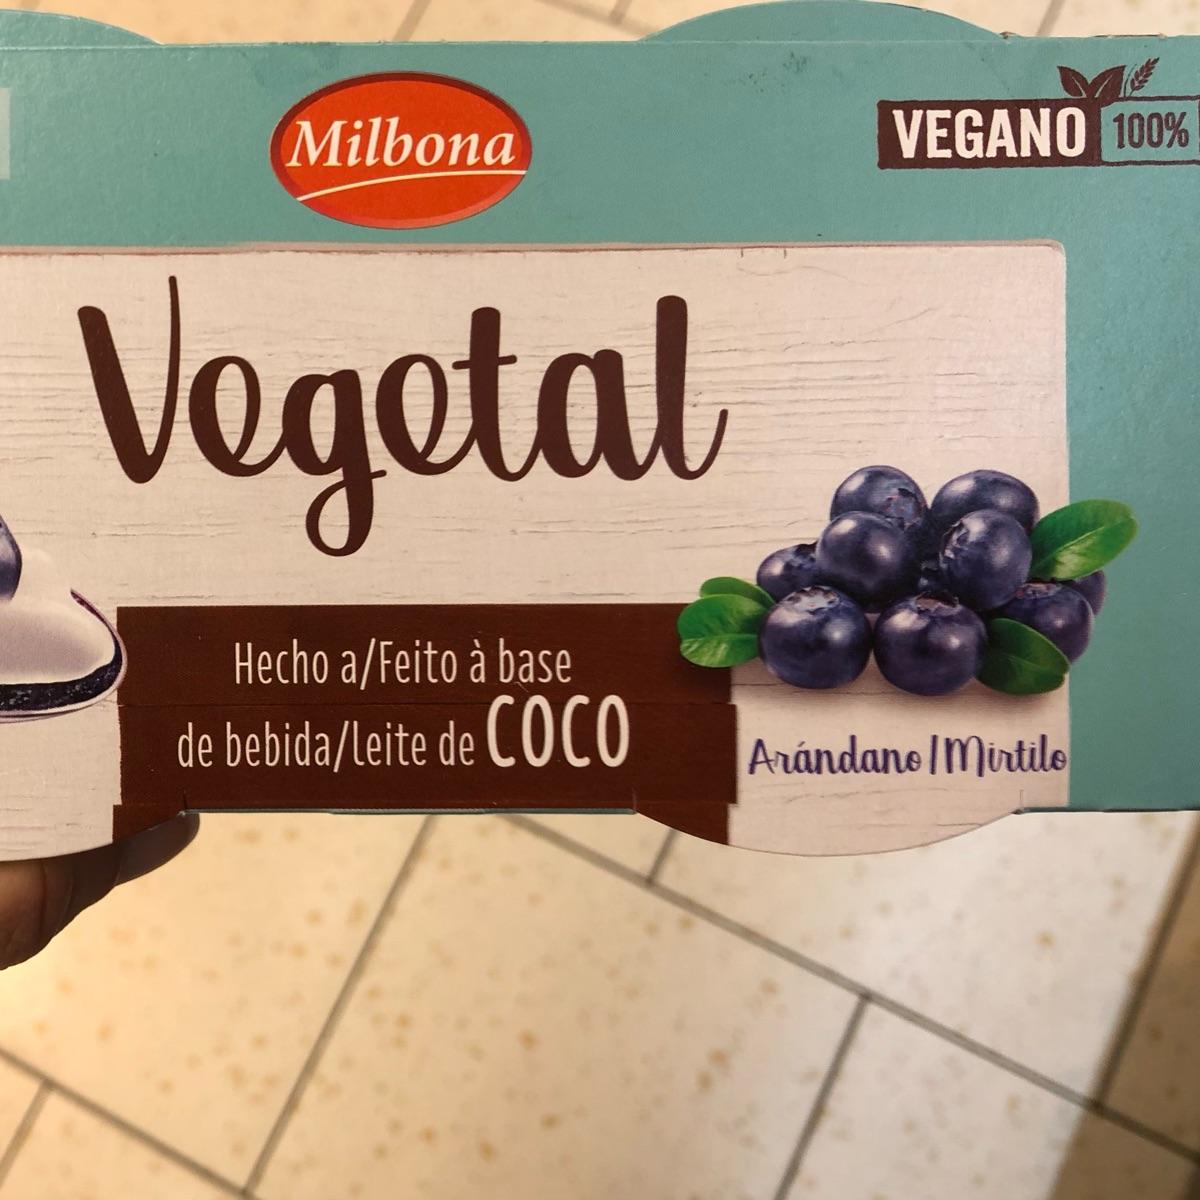 Milbona
VEGANO 100%
Vegetal
Hecho a/Feito à base
de bebida/leite de COCO
Arándano/Mirtilo